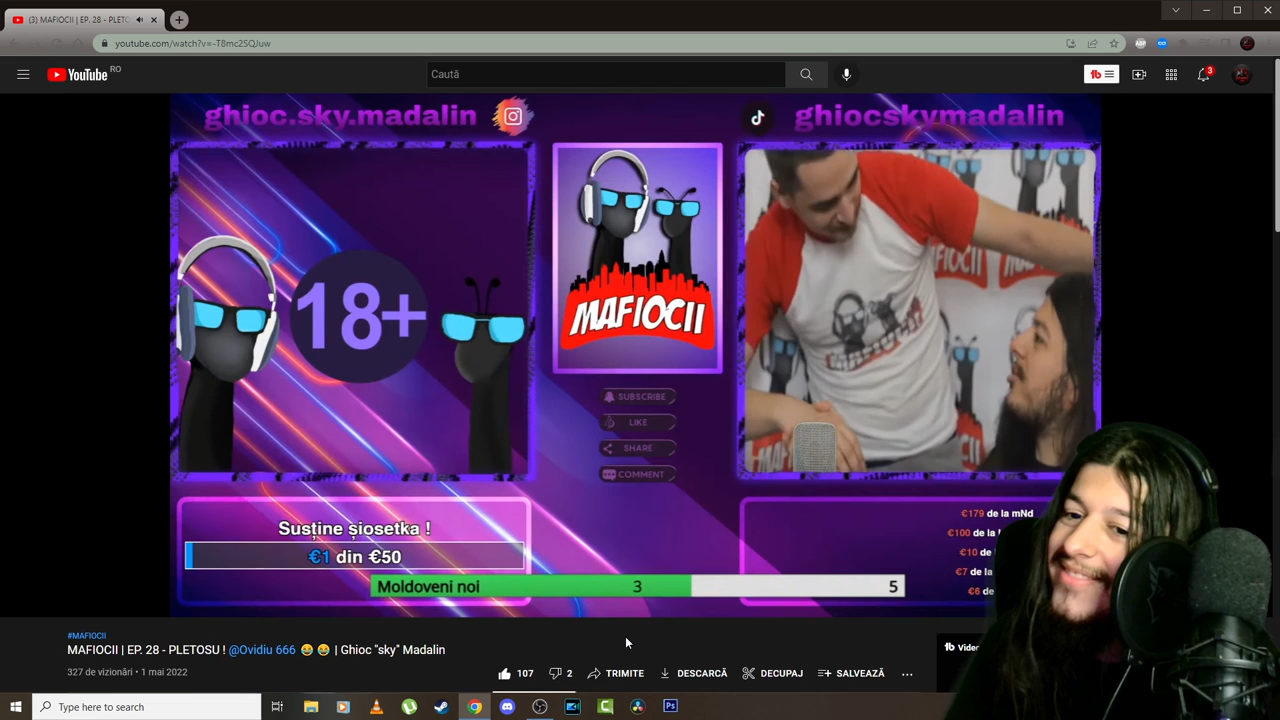 (3) MAFIOCII | EP. 28 - PLETO
youtube.com/watch?v=-T8mc2SQJuw
YouTube RO
Caută
3
ghioc.sky.madalin
ghiocskymadalin
18+
MAFIOCII
MAFIOCII
SUBSCRIBE
LIKE
SHARE
COMMENT
Susține șiosetka !
€1 din €50
€179 de la mNd
€100 de la
€10 de
€7 de la
€6 de
Moldoveni noi 3 5
#MAFIOCII
MAFIOCII | EP. 28 - PLETOSU ! @Ovidiu 666 😂 😂 | Ghioc "sky" Madalin
327 de vizionări • 1 mai 2022
107
2
TRIMITE
DESCARCĂ
DECUPAJ
SALVEAZĂ
Type here to search